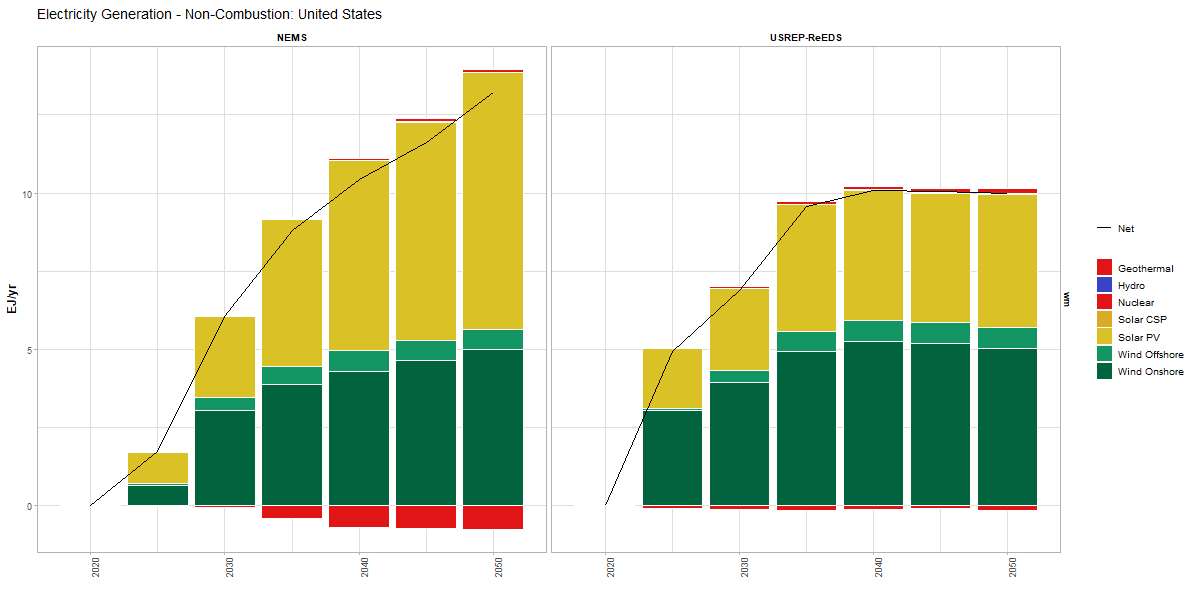 Electricity Generation - Non-Combustion: United States
NEMS
USREP-ReEDS
EJ/yr
10
5
0
2020
2030
2040
2050
2020
2030
2040
2050
wm
Net
Geothermal
Hydro
Nuclear
Solar CSP
Solar PV
Wind Offshore
Wind Onshore